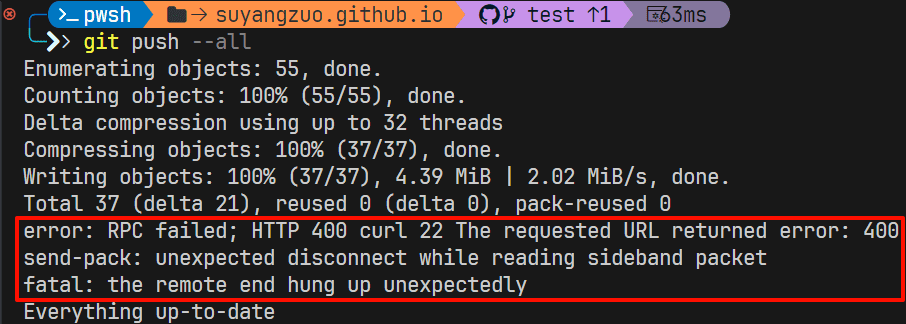 pwsh → suyangzuo.github.io test ↑1 63ms
git push --all
Enumerating objects: 55, done.
Counting objects: 100% (55/55), done.
Delta compression using up to 32 threads
Compressing objects: 100% (37/37), done.
Writing objects: 100% (37/37), 4.39 MiB | 2.02 MiB/s, done.
Total 37 (delta 21), reused 0 (delta 0), pack-reused 0
error: RPC failed; HTTP 400 curl 22 The requested URL returned error: 400
send-pack: unexpected disconnect while reading sideband packet
fatal: the remote end hung up unexpectedly
Everything up-to-date